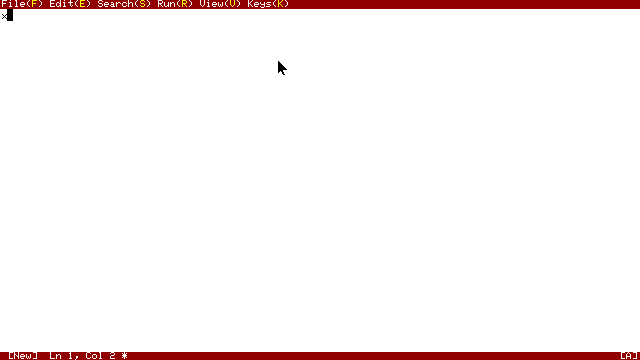 File(F) Edit(E) Search(S) Run(R) View(V) Keys(K)
x
[New] Ln 1, Col 2 * [A]